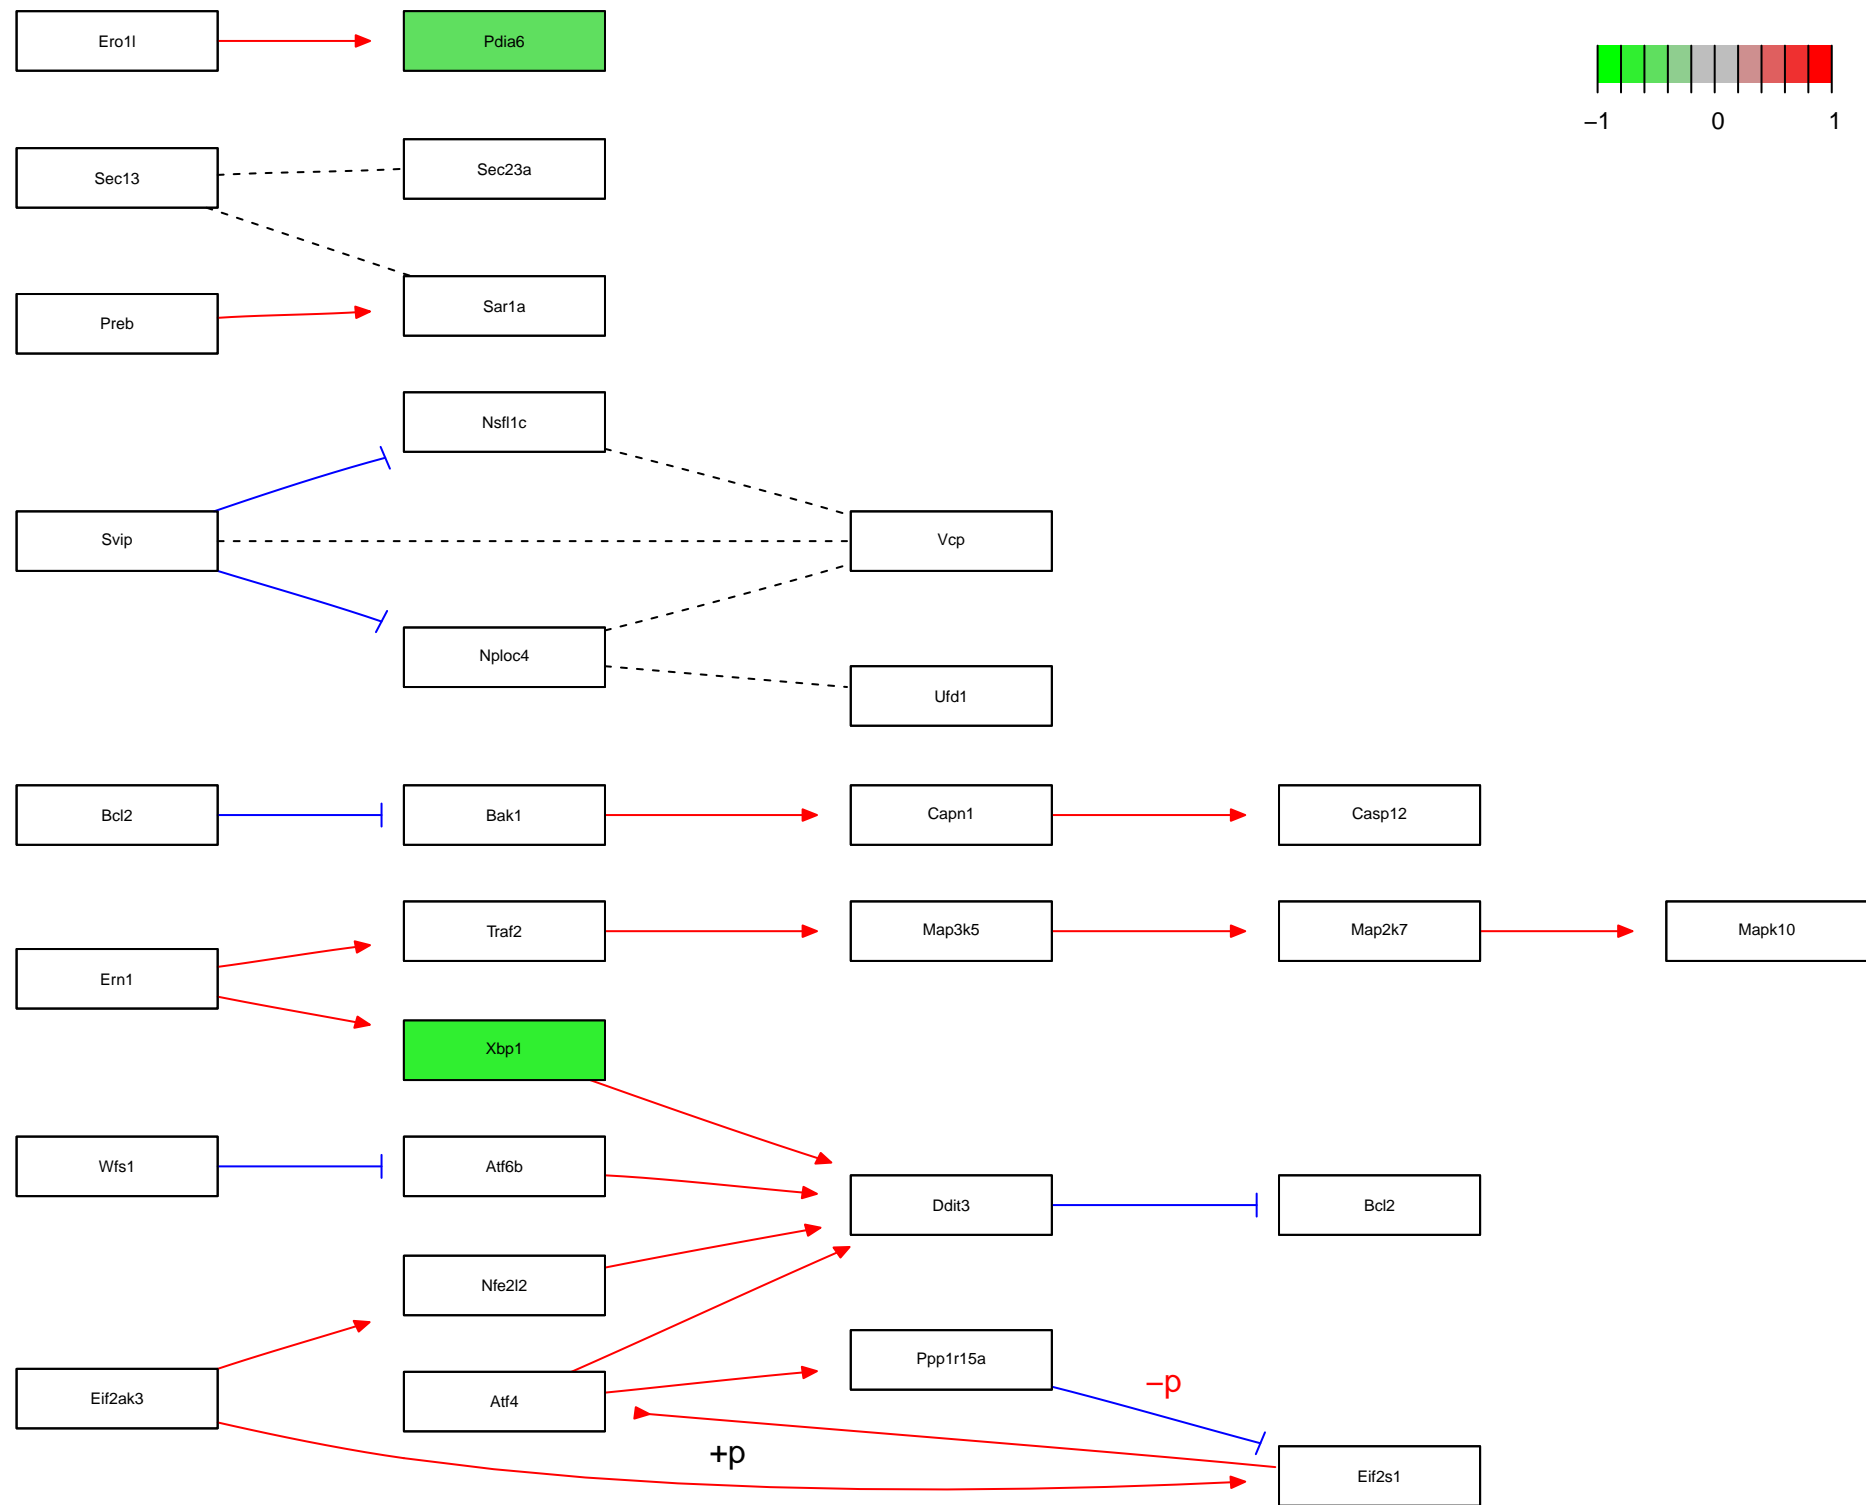 Ero1l
Pdia6
−1
0
1
Sec13
Sec23a
Preb
Sar1a
Nsfl1c
Svip
Vcp
Nploc4
Ufd1
Bcl2
Bak1
Capn1
Casp12
Traf2
Map3k5
Map2k7
Mapk10
Ern1
Xbp1
Wfs1
Atf6b
Ddit3
Bcl2
Nfe2l2
Ppp1r15a
−p
Eif2ak3
Atf4
+p
Eif2s1